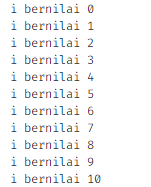 i bernilai 0
i bernilai 1
i bernilai 2
i bernilai 3
i bernilai 4
i bernilai 5
i bernilai 6
i bernilai 7
i bernilai 8
i bernilai 9
i bernilai 10